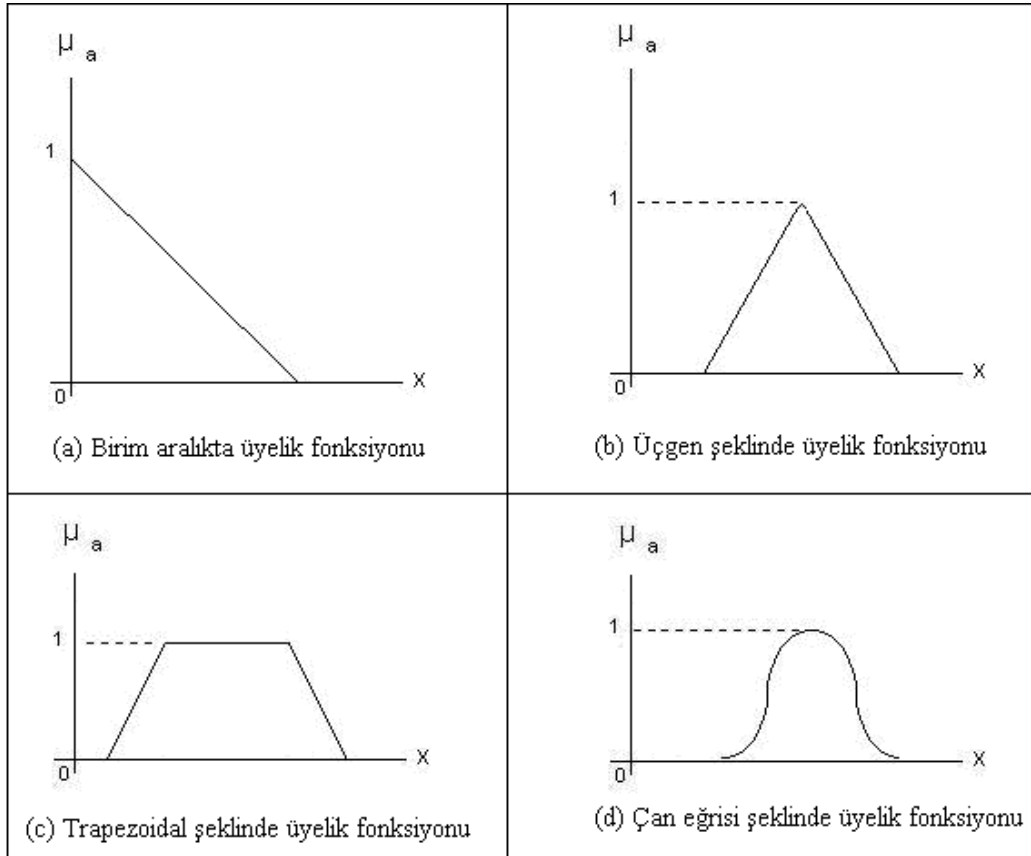 μ a
1
0
X
(a) Birim aralıkta üyelik fonksiyonu
μ a
1
0
X
(b) Üçgen şeklinde üyelik fonksiyonu
μ a
1
0
X
(c) Trapezoidal şeklinde üyelik fonksiyonu
μ a
1
0
X
(d) Çan eğrisi şeklinde üyelik fonksiyonu